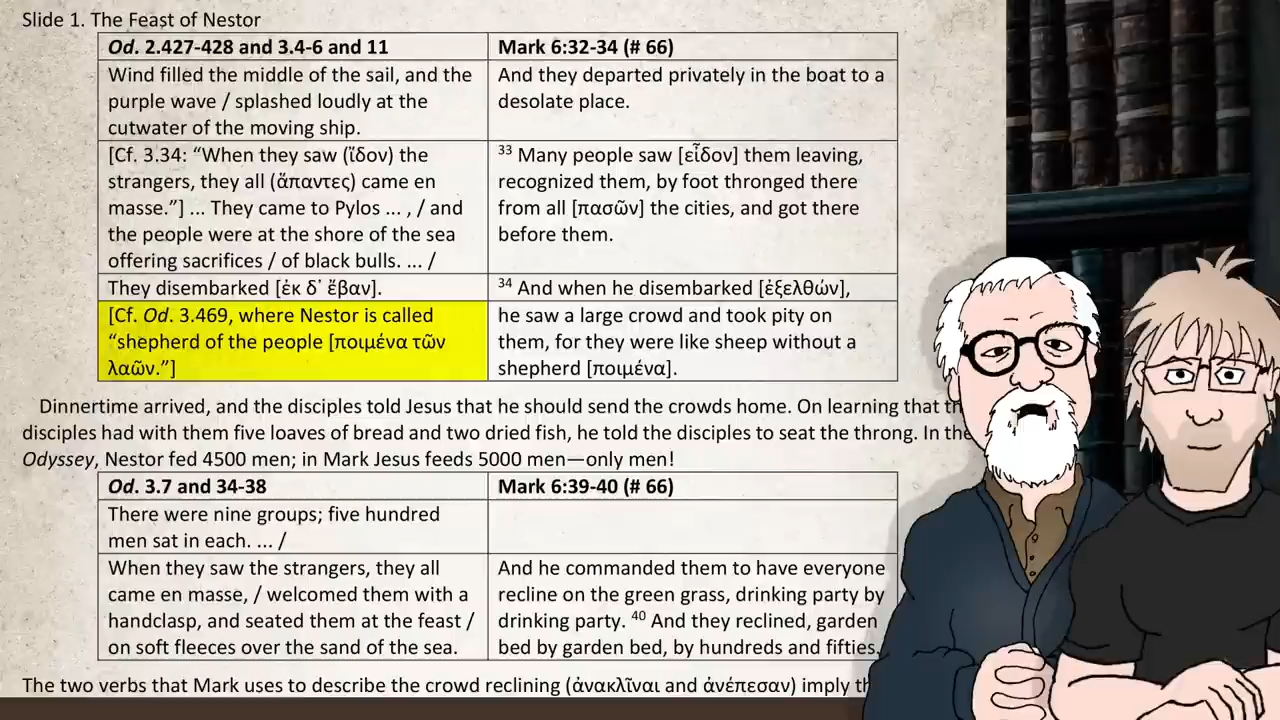 Slide 1. The Feast of Nestor
Od. 2.427-428 and 3.4-6 and 11
Mark 6:32-34 (# 66)
Wind filled the middle of the sail, and the
purple wave / splashed loudly at the
cutwater of the moving ship.
And they departed privately in the boat to a
desolate place.
[Cf. 3.34: “When they saw (ἴδον) the
strangers, they all (ἅπαντες) came en
masse.”] ... They came to Pylos ... , / and
the people were at the shore of the sea
offering sacrifices / of black bulls. ... /
33 Many people saw [εἶδον] them leaving,
recognized them, by foot thronged there
from all [πασῶν] the cities, and got there
before them.
They disembarked [ἐκ δ᾽ ἔβαν].
34 And when he disembarked [ἐξελθών],
[Cf. Od. 3.469, where Nestor is called
“shepherd of the people [ποιμένα τῶν
λαῶν.”]
he saw a large crowd and took pity on
them, for they were like sheep without a
shepherd [ποιμένα].
Dinnertime arrived, and the disciples told Jesus that he should send the crowds home. On learning that
disciples had with them five loaves of bread and two dried fish, he told the disciples to seat the throng. In the
Odyssey, Nestor fed 4500 men; in Mark Jesus feeds 5000 men—only men!
Od. 3.7 and 34-38
Mark 6:39-40 (# 66)
There were nine groups; five hundred
men sat in each. ... /
When they saw the strangers, they all
came en masse, / welcomed them with a
handclasp, and seated them at the feast /
on soft fleeces over the sand of the sea.
And he commanded them to have everyone
recline on the green grass, drinking party by
drinking party. 40 And they reclined, garden
bed by garden bed, by hundreds and fifties.
The two verbs that Mark uses to describe the crowd reclining (ἀνακλῖναι and ἀνέπεσαν) imply